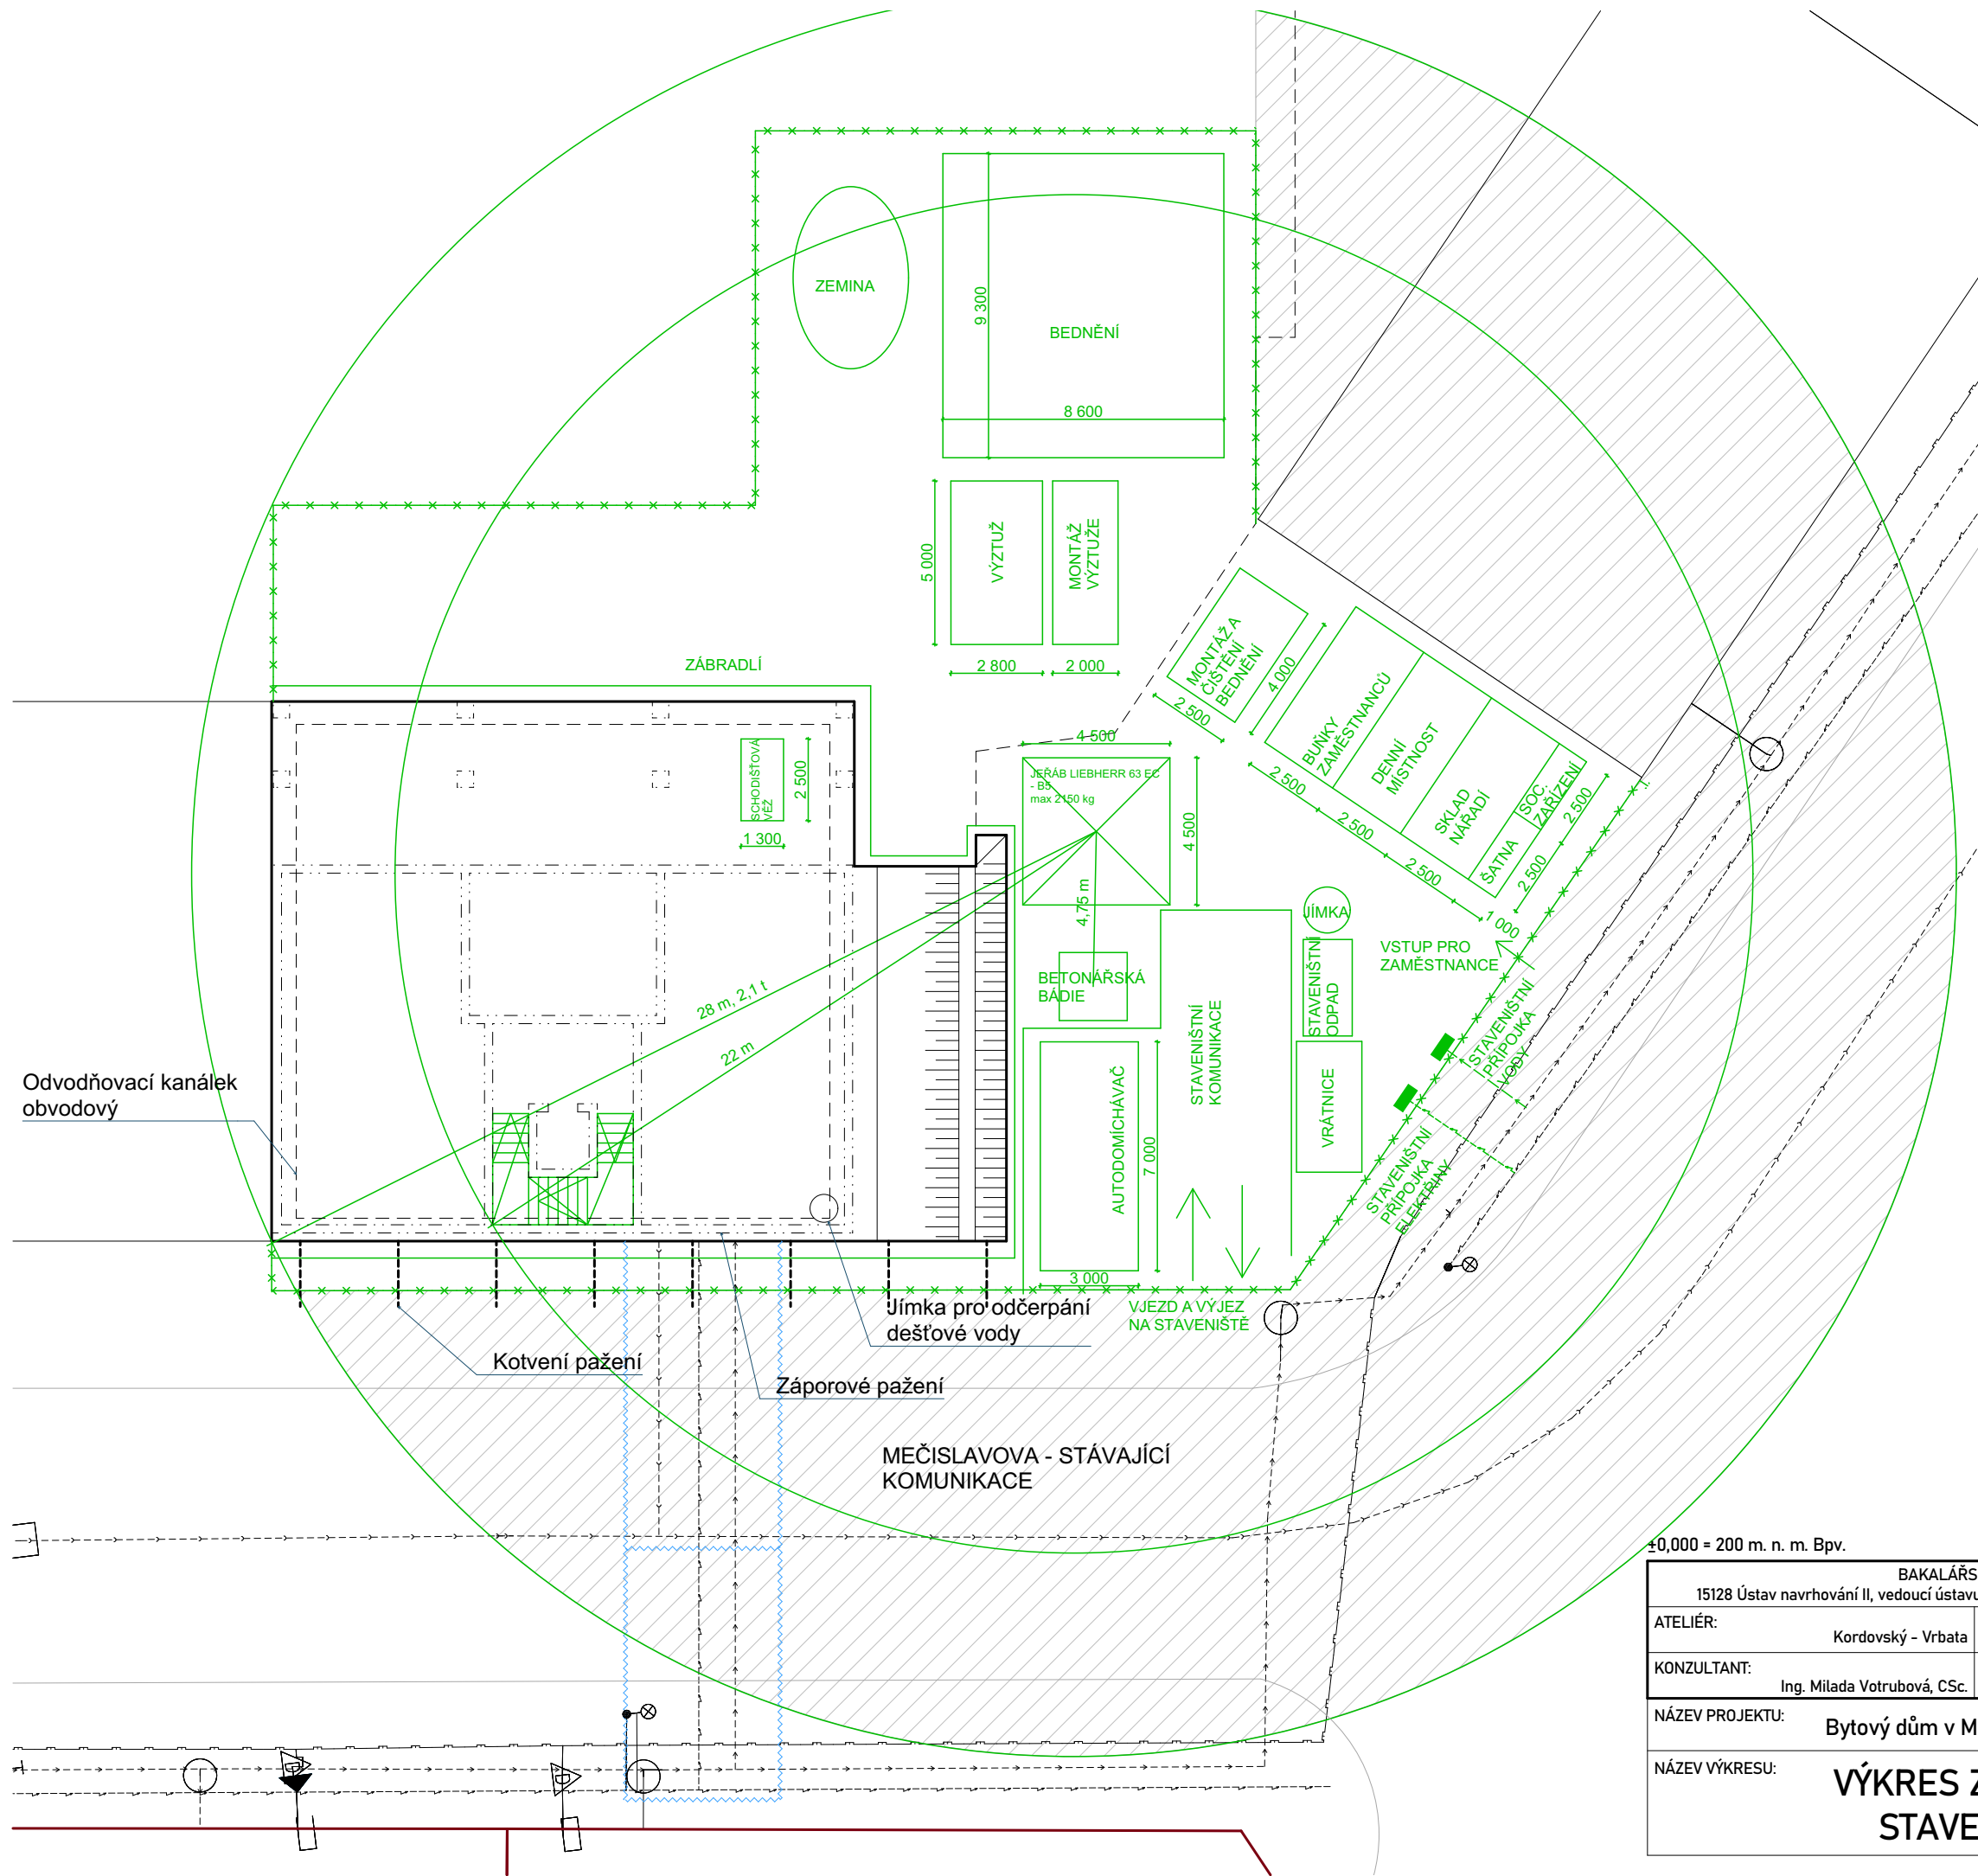 ZEMINA
9 300
BEDNĚNÍ
8 600
5 000
VÝZTUŽ
MONTÁŽ
VÝZTUŽE
2 800
2 000
ZÁBRADLÍ
MONTÁŽ A
ČIŠTĚNÍ
BEDNĚNÍ
4 000
2 500
BUŇKY
ZAMĚSTNANCŮ
DENNÍ
MÍSTNOST
SKLAD
NÁŘADÍ
SOC.
ZAŘÍZENÍ
ŠATNA
2 500
2 500
2 500
1 000
2 500
2 500
SCHODIŠŤOVÁ
VĚŽ
2 500
1 300
4 500
JEŘÁB LIEBHERR 63 EC
- B5
max 2150 kg
4 500
4,75 m
28 m, 2,1 t
22 m
BETONÁŘSKÁ
BÁDIE
JÍMKA
STAVENIŠTNÍ
ODPAD
VSTUP PRO
ZAMĚSTNANCE
STAVENIŠTNÍ
KOMUNIKACE
STAVENIŠTNÍ
PŘÍPOJKA
VODY
AUTODOMÍCHÁVAČ
7 000
3 000
VRÁTNICE
STAVENIŠTNÍ
PŘÍPOJKA
ELEKTŘINY
Odvodňovací kanálek
obvodový
VJEZD A VÝJEZ
NA STAVENIŠTĚ
Jímka pro odčerpání
dešťové vody
Kotvení pažení
Záporové pažení
MEČISLAVOVA - STÁVAJÍCÍ
KOMUNIKACE
±0,000 = 200 m. n. m. Bpv.
BAKALÁŘS
15128 Ústav navrhování II, vedoucí ústavu
ATELIÉR:
Kordovský - Vrbata
KONZULTANT:
Ing. Milada Votrubová, CSc.
NÁZEV PROJEKTU:
Bytový dům v M
NÁZEV VÝKRESU:
VÝKRES Z
STAVE